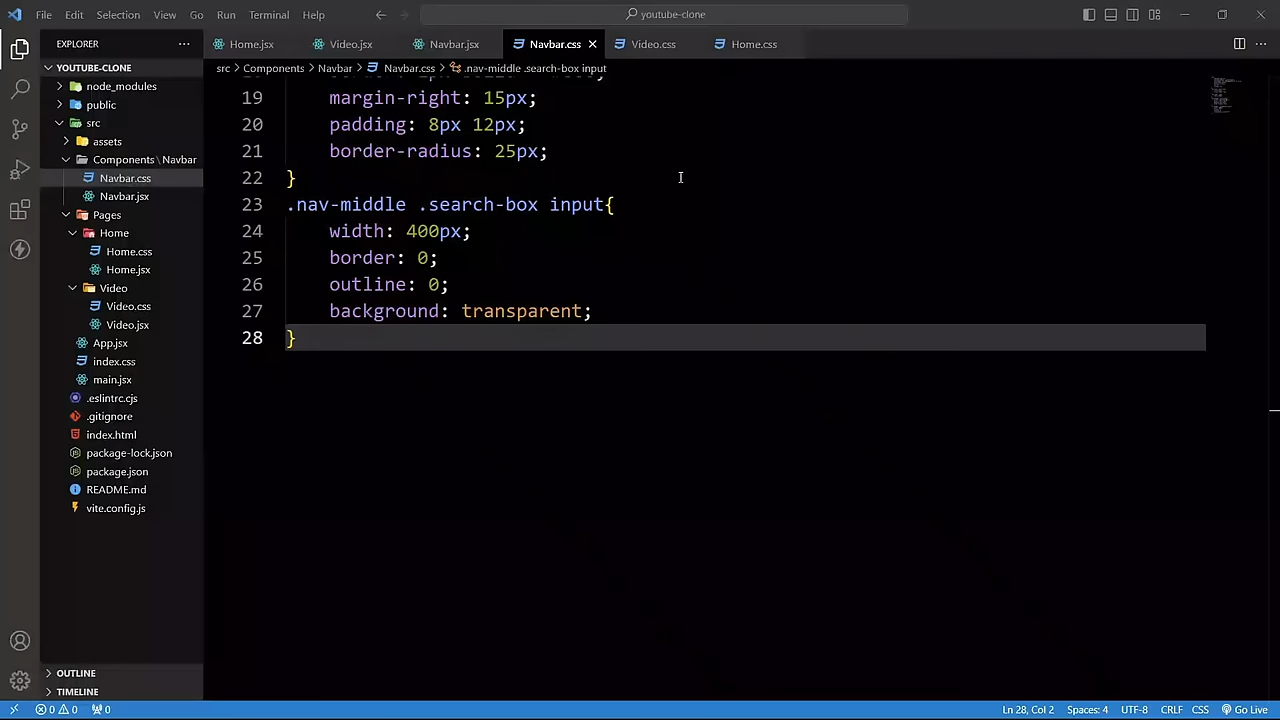 File Edit Selection View Go Run Terminal Help youtube-clone
EXPLORER
Home.jsx Video.jsx Navbar.jsx Navbar.css Video.css Home.css
src > Components > Navbar > Navbar.css > .nav-middle .search-box input
YOUTUBE-CLONE
node_modules
public
src
assets
Components \ Navbar
Navbar.css
Navbar.jsx
Pages
Home
Home.css
Home.jsx
Video
Video.css
Video.jsx
App.jsx
index.css
main.jsx
.eslintrc.cjs
.gitignore
index.html
package-lock.json
package.json
README.md
vite.config.js
OUTLINE
TIMELINE
19 margin-right: 15px;
20 padding: 8px 12px;
21 border-radius: 25px;
22 }
23 .nav-middle .search-box input{
24 width: 400px;
25 border: 0;
26 outline: 0;
27 background: transparent;
28 }
0 0 0 Ln 28, Col 2 Spaces: 4 UTF-8 CRLF CSS Go Live